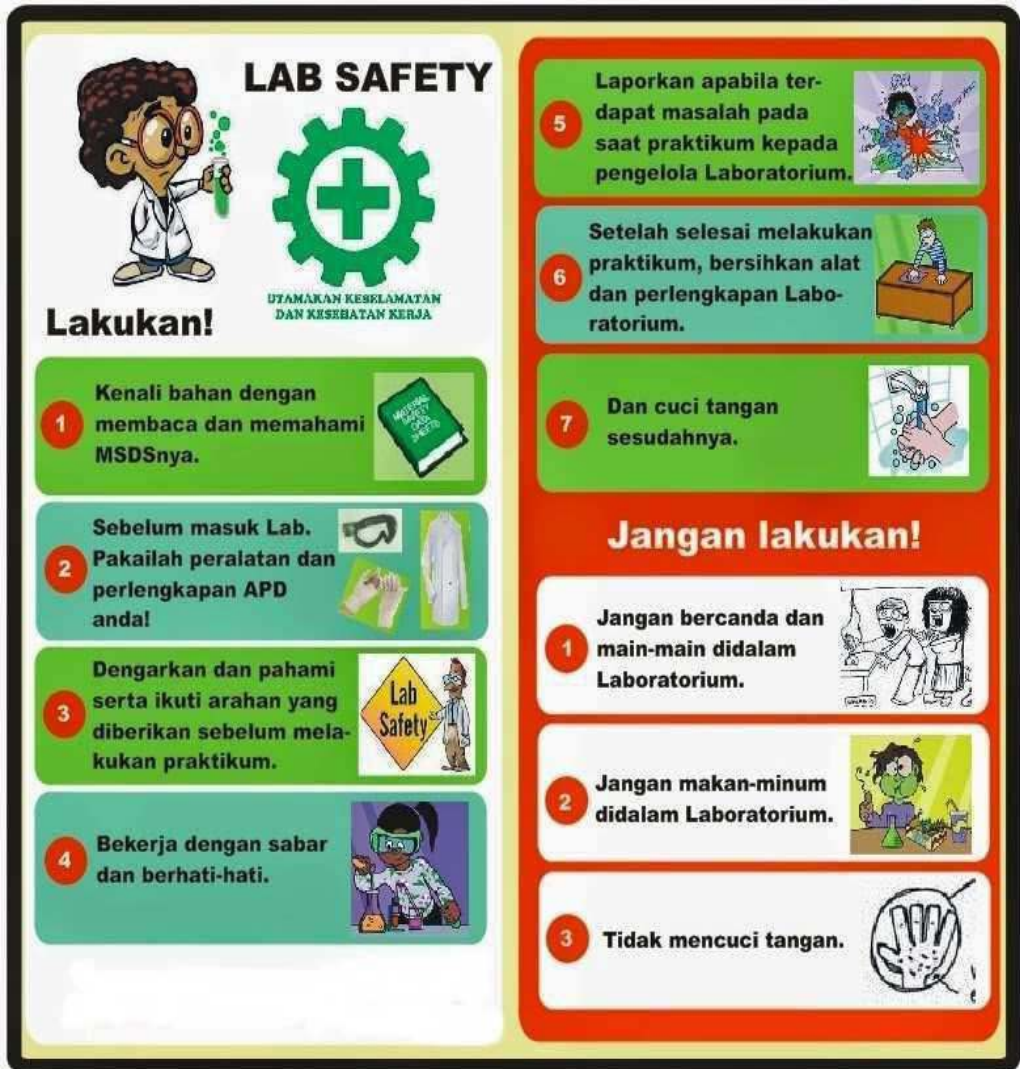 LAB SAFETY
UTAMAKAN KESELAMATAN
DAN KESEHATAN KERJA
Lakukan!
1
Kenali bahan dengan
membaca dan memahami
MSDSnya.
MATERIAL
SAFETY
DATA
SHEETS
2
Sebelum masuk Lab.
Pakailah peralatan dan
perlengkapan APD
anda!
3
Dengarkan dan pahami
serta ikuti arahan yang
diberikan sebelum mela-
kukan praktikum.
Lab
Safety
4
Bekerja dengan sabar
dan berhati-hati.
5
Laporkan apabila ter-
dapat masalah pada
saat praktikum kepada
pengelola Laboratorium.
6
Setelah selesai melakukan
praktikum, bersihkan alat
dan perlengkapan Labo-
ratorium.
7
Dan cuci tangan
sesudahnya.
Jangan lakukan!
1
Jangan bercanda dan
main-main didalam
Laboratorium.
2
Jangan makan-minum
didalam Laboratorium.
3
Tidak mencuci tangan.